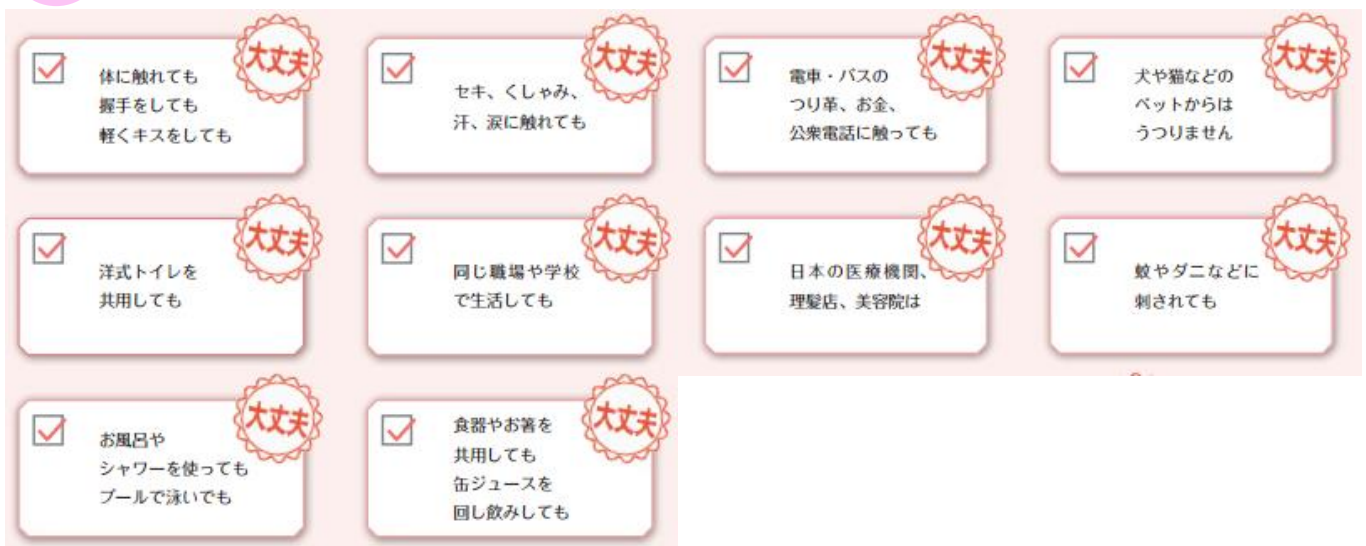 大丈夫
体に触れても
握手をしても
軽くキスをしても
大丈夫
セキ、くしゃみ、
汗、涙に触れても
大丈夫
電車・バスの
つり革、お金、
公衆電話に触っても
大丈夫
犬や猫などの
ペットからは
うつりません
大丈夫
洋式トイレを
共用しても
大丈夫
同じ職場や学校
で生活しても
大丈夫
日本の医療機関、
理髪店、美容院は
大丈夫
蚊やダニなどに
刺されても
大丈夫
お風呂や
シャワーを使っても
プールで泳いでも
大丈夫
食器やお箸を
共用しても
缶ジュースを
回し飲みしても